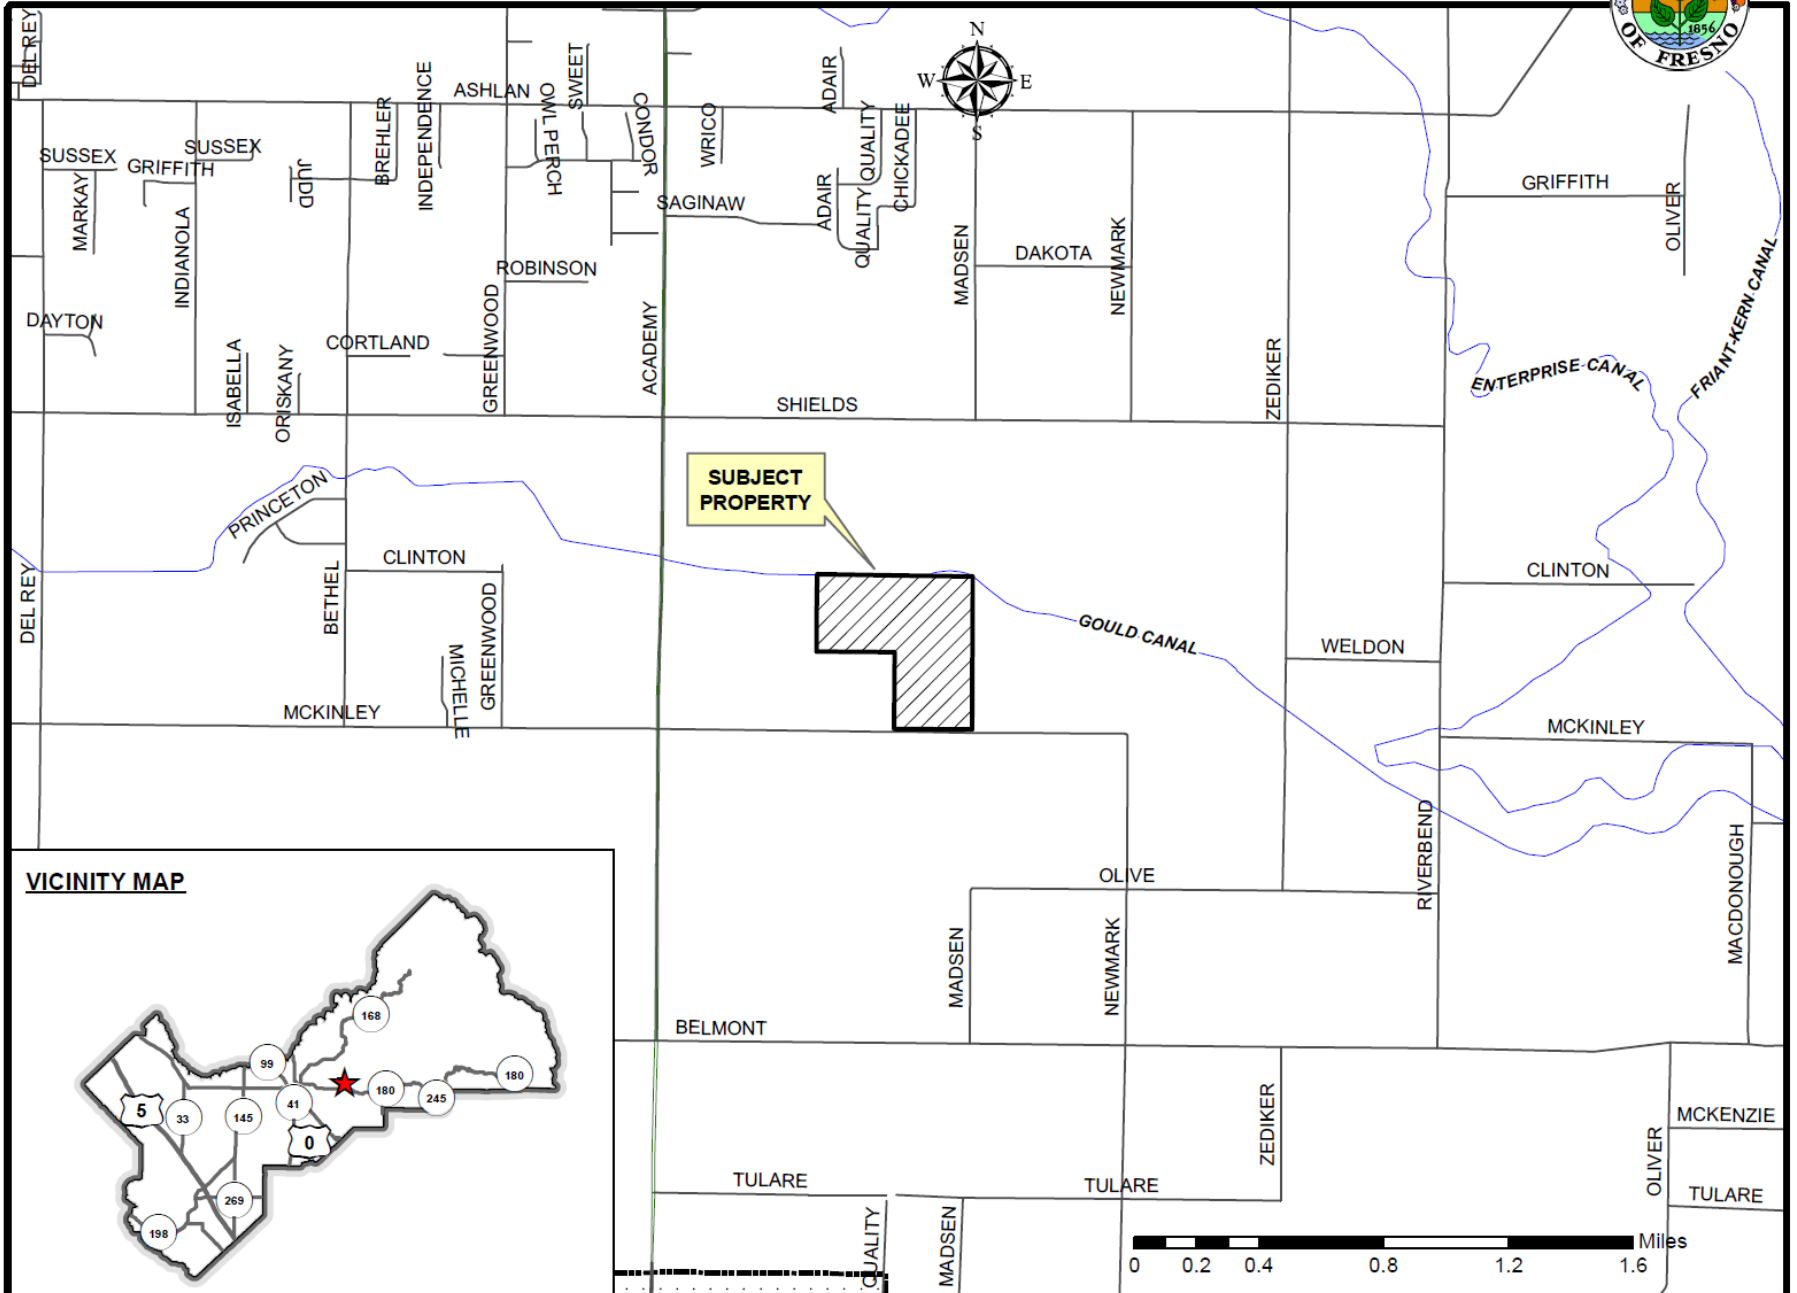 DEL REY
1856
OF FRESNO
N
W
E
S
ASHLAN
SWEET
ADAIR
INDEPENDENCE
BREHLER
OWL PERCH
CONDOR
WRICO
QUALITY
CHICKADEE
SUSSEX
SUSSEX
GRIFFITH
JUDD
MARKAY
INDIANOLA
SAGINAW
ADAIR
QUALITY
GRIFFITH
OLIVER
MADSEN
DAKOTA
NEWMARK
ROBINSON
FRIANT-KERN CANAL
DAYTON
CORTLAND
GREENWOOD
ACADEMY
ISABELLA
ORISKANY
ZEDIKER
ENTERPRISE CANAL
SHIELDS
SUBJECT
PROPERTY
PRINCETON
CLINTON
CLINTON
DEL REY
BETHEL
GREENWOOD
MICHELLE
GOULD CANAL
WELDON
MCKINLEY
MCKINLEY
RIVERBEND
MACDONOUGH
OLIVE
MADSEN
NEWMARK
BELMONT
ZEDIKER
MCKENZIE
OLIVER
TULARE
TULARE
TULARE
QUALITY
MADSEN
VICINITY MAP
168
99
180
180
245
5
33
145
41
0
269
198
Miles
0
0.2
0.4
0.8
1.2
1.6